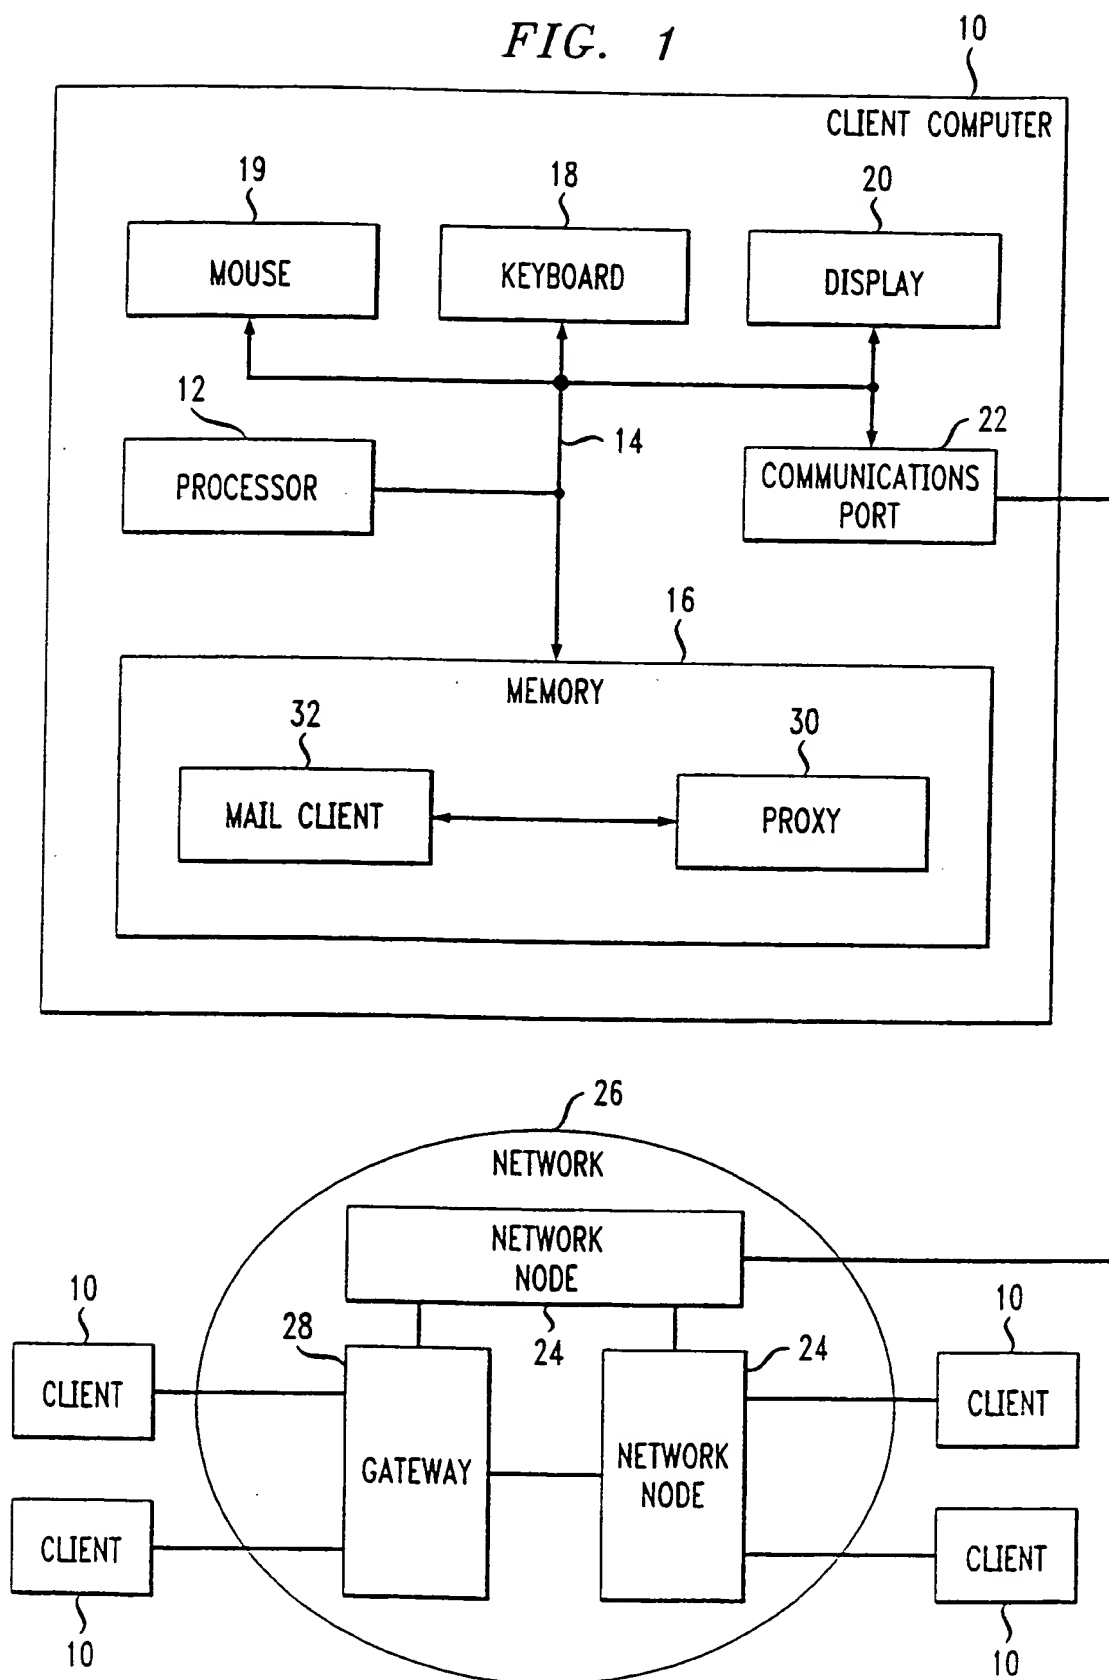 FIG. 1
10
CLIENT COMPUTER
19
18
20
MOUSE
KEYBOARD
DISPLAY
12
14
22
PROCESSOR
COMMUNICATIONS
PORT
16
MEMORY
32
30
MAIL CLIENT
PROXY
26
NETWORK
NETWORK
NODE
10
28
24
24
10
CLIENT
CLIENT
GATEWAY
NETWORK
NODE
CLIENT
CLIENT
10
10